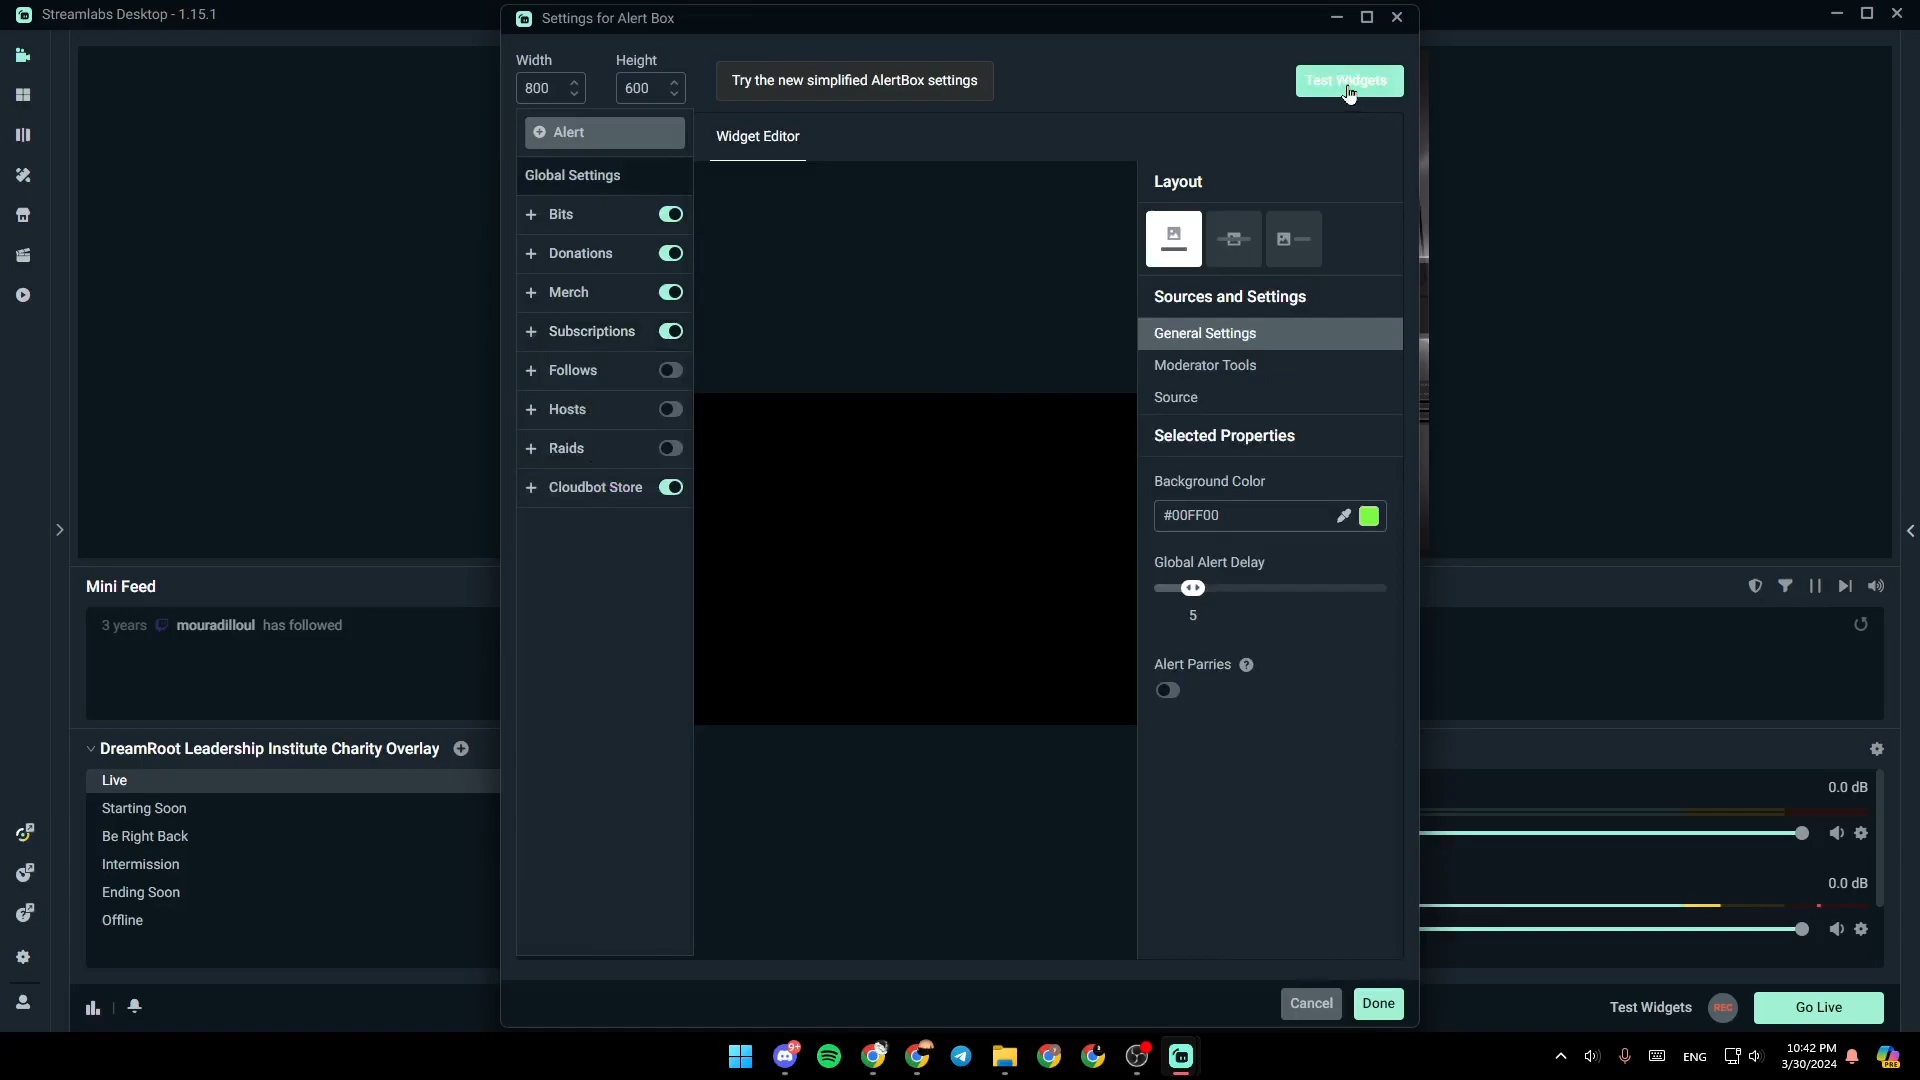 Streamlabs Desktop - 1.15.1
Settings for Alert Box
Width
Height
800
600
Try the new simplified AlertBox settings
Test Widgets
Alert
Widget Editor
Global Settings
Bits
Donations
Merch
Subscriptions
Follows
Hosts
Raids
Cloudbot Store
Layout
Sources and Settings
General Settings
Moderator Tools
Source
Selected Properties
Background Color
#00FF00
Global Alert Delay
5
Alert Parries
Mini Feed
3 years mouradilloul has followed
DreamRoot Leadership Institute Charity Overlay
Live
Starting Soon
Be Right Back
Intermission
Ending Soon
Offline
0.0 dB
0.0 dB
Cancel
Done
Test Widgets
REC
Go Live
9+
ENG
10:42 PM
3/30/2024
PRE